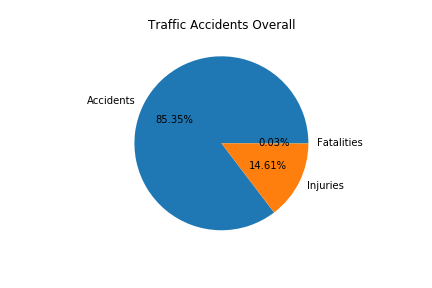 Traffic Accidents Overall
Accidents
85.35%
0.03%
Fatalities
14.61%
Injuries